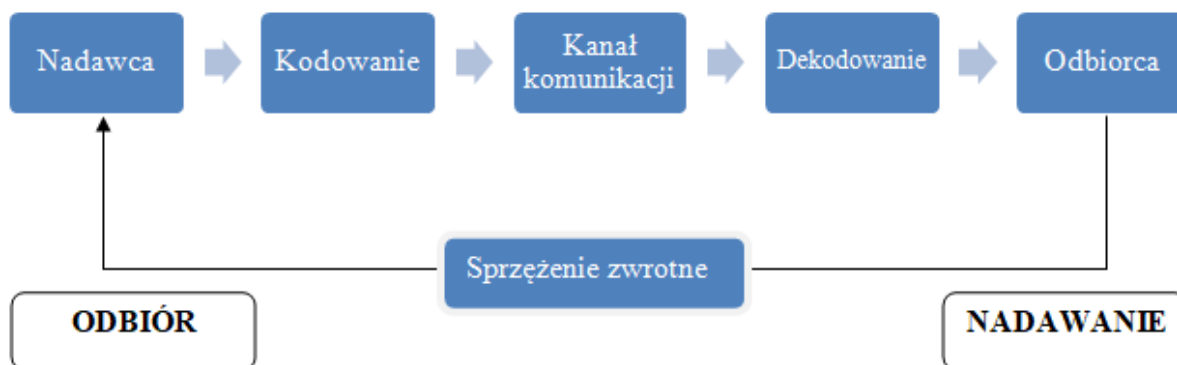 Nadawca
Kodowanie
Kanał
komunikacji
Dekodowanie
Odbiorca
Sprzężenie zwrotne
ODBIÓR
NADAWANIE